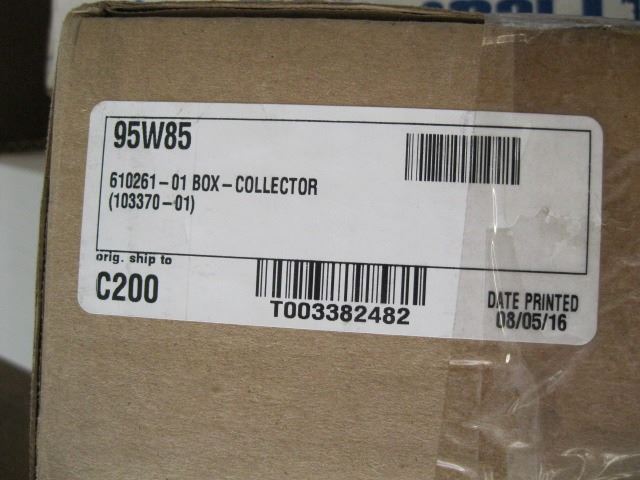 95W85
610261-01 BOX-COLLECTOR
(103370-01)
orig. ship to
C200
T003382482
DATE PRINTED
08/05/16